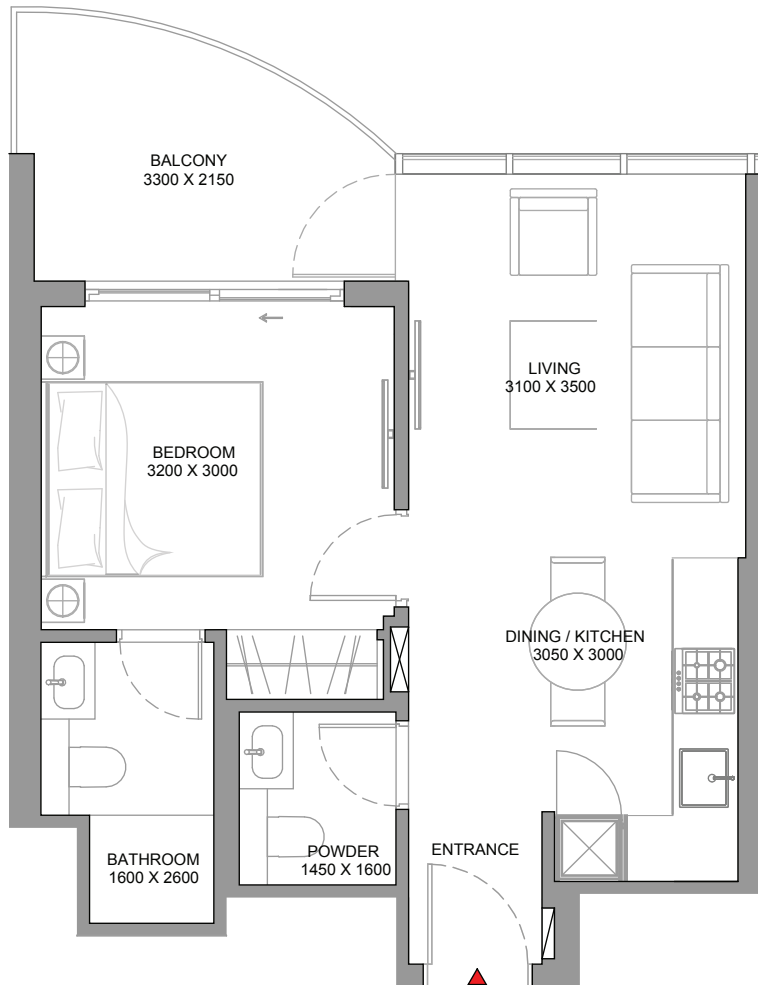 BALCONY
3300 X 2150
LIVING
3100 X 3500
BEDROOM
3200 X 3000
DINING / KITCHEN
3050 X 3000
ENTRANCE
POWDER
1450 X 1600
BATHROOM
1600 X 2600